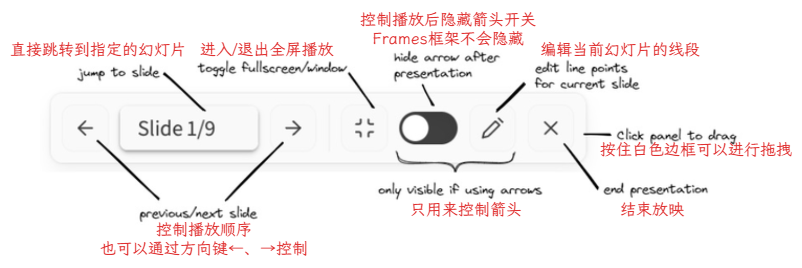 控制播放后隐藏箭头开关
Frames框架不会隐藏
直接跳转到指定的幻灯片
进入/退出全屏播放
编辑当前幻灯片的线段
jump to slide
toggle fullscreen/window
hide arrow after
presentation
edit line points
for current slide
Slide 1/9
Click panel to drag
按住白色边框可以进行拖拽
previous/next slide
控制播放顺序
也可以通过方向键←、→控制
only visible if using arrows
只用来控制箭头
end presentation
结束放映